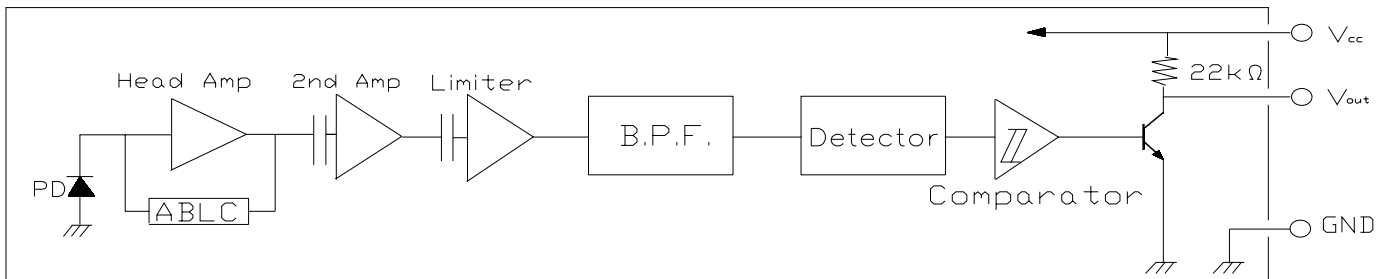 Head Amp
2nd Amp
Limiter
B.P.F.
Detector
Comparator
PD
ABLC
22kΩ
Vcc
Vout
GND